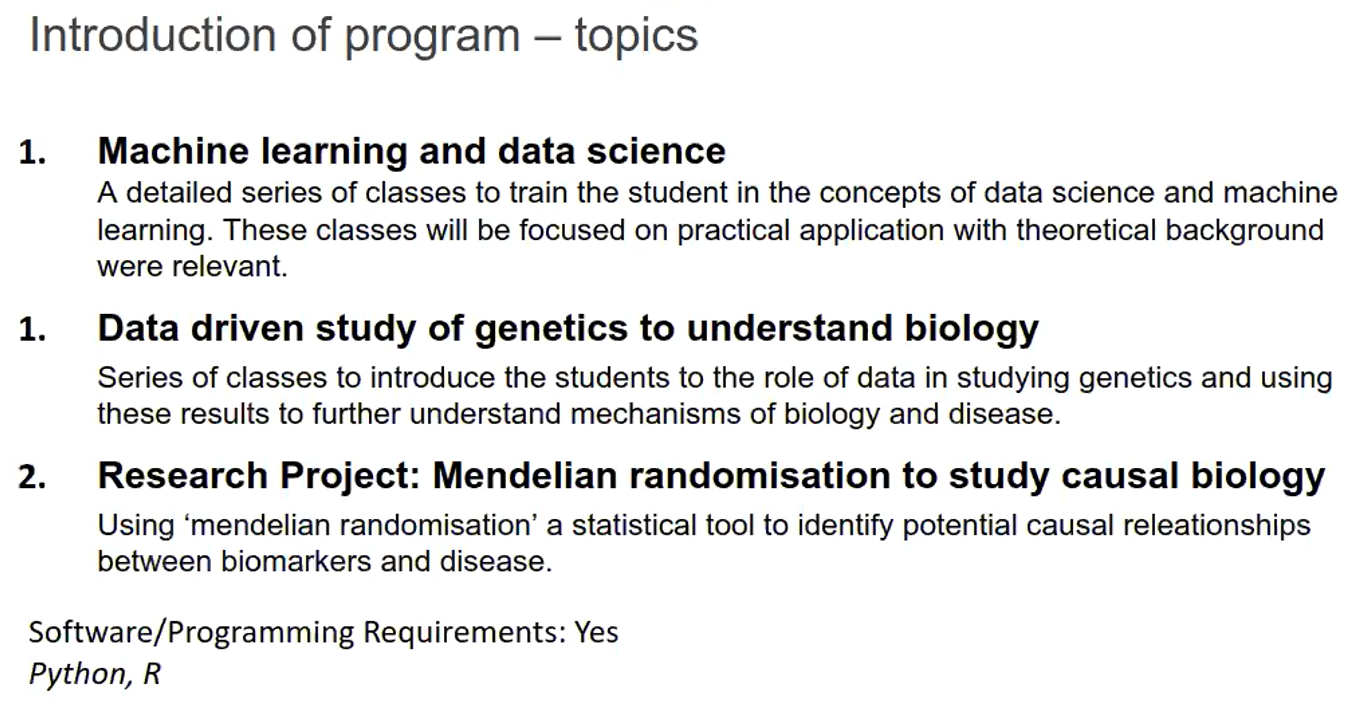 Introduction of program – topics
1. Machine learning and data science
A detailed series of classes to train the student in the concepts of data science and machine
learning. These classes will be focused on practical application with theoretical background
were relevant.
1. Data driven study of genetics to understand biology
Series of classes to introduce the students to the role of data in studying genetics and using
these results to further understand mechanisms of biology and disease.
2. Research Project: Mendelian randomisation to study causal biology
Using ‘mendelian randomisation’ a statistical tool to identify potential causal releationships
between biomarkers and disease.
Software/Programming Requirements: Yes
Python, R